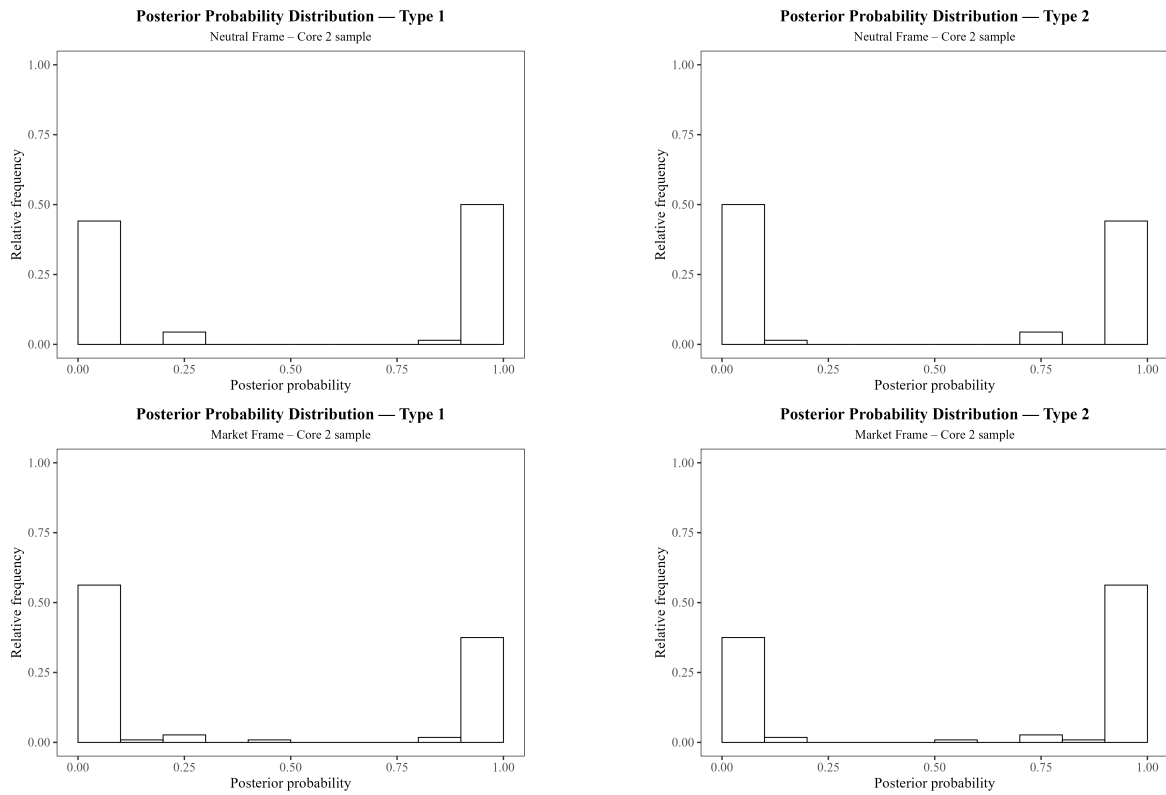 Posterior Probability Distribution — Type 1
Neutral Frame – Core 2 sample
1.00
0.75
0.50
0.25
0.00
Relative frequency
0.00 0.25 0.50 0.75 1.00
Posterior probability
Posterior Probability Distribution — Type 2
Neutral Frame – Core 2 sample
1.00
0.75
0.50
0.25
0.00
Relative frequency
0.00 0.25 0.50 0.75 1.00
Posterior probability
Posterior Probability Distribution — Type 1
Market Frame – Core 2 sample
1.00
0.75
0.50
0.25
0.00
Relative frequency
0.00 0.25 0.50 0.75 1.00
Posterior probability
Posterior Probability Distribution — Type 2
Market Frame – Core 2 sample
1.00
0.75
0.50
0.25
0.00
Relative frequency
0.00 0.25 0.50 0.75 1.00
Posterior probability